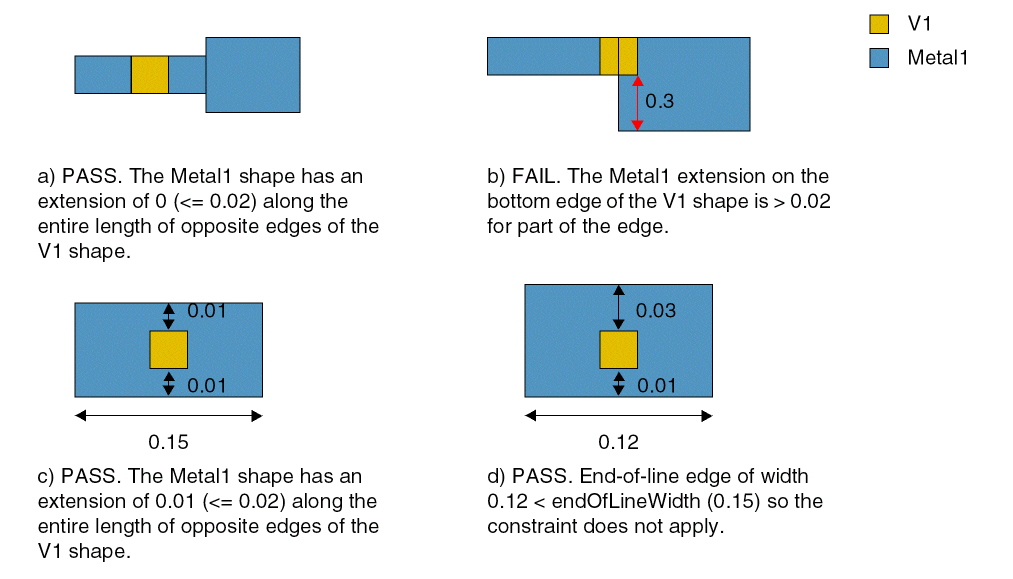 V1
Metal1
0.3
a) PASS. The Metal1 shape has an
extension of 0 (<= 0.02) along the
entire length of opposite edges of the
V1 shape.
b) FAIL. The Metal1 extension on the
bottom edge of the V1 shape is > 0.02
for part of the edge.
0.01
0.01
0.15
0.03
0.01
0.12
c) PASS. The Metal1 shape has an
extension of 0.01 (<= 0.02) along the
entire length of opposite edges of the
V1 shape.
d) PASS. End-of-line edge of width
0.12 < endOfLineWidth (0.15) so the
constraint does not apply.